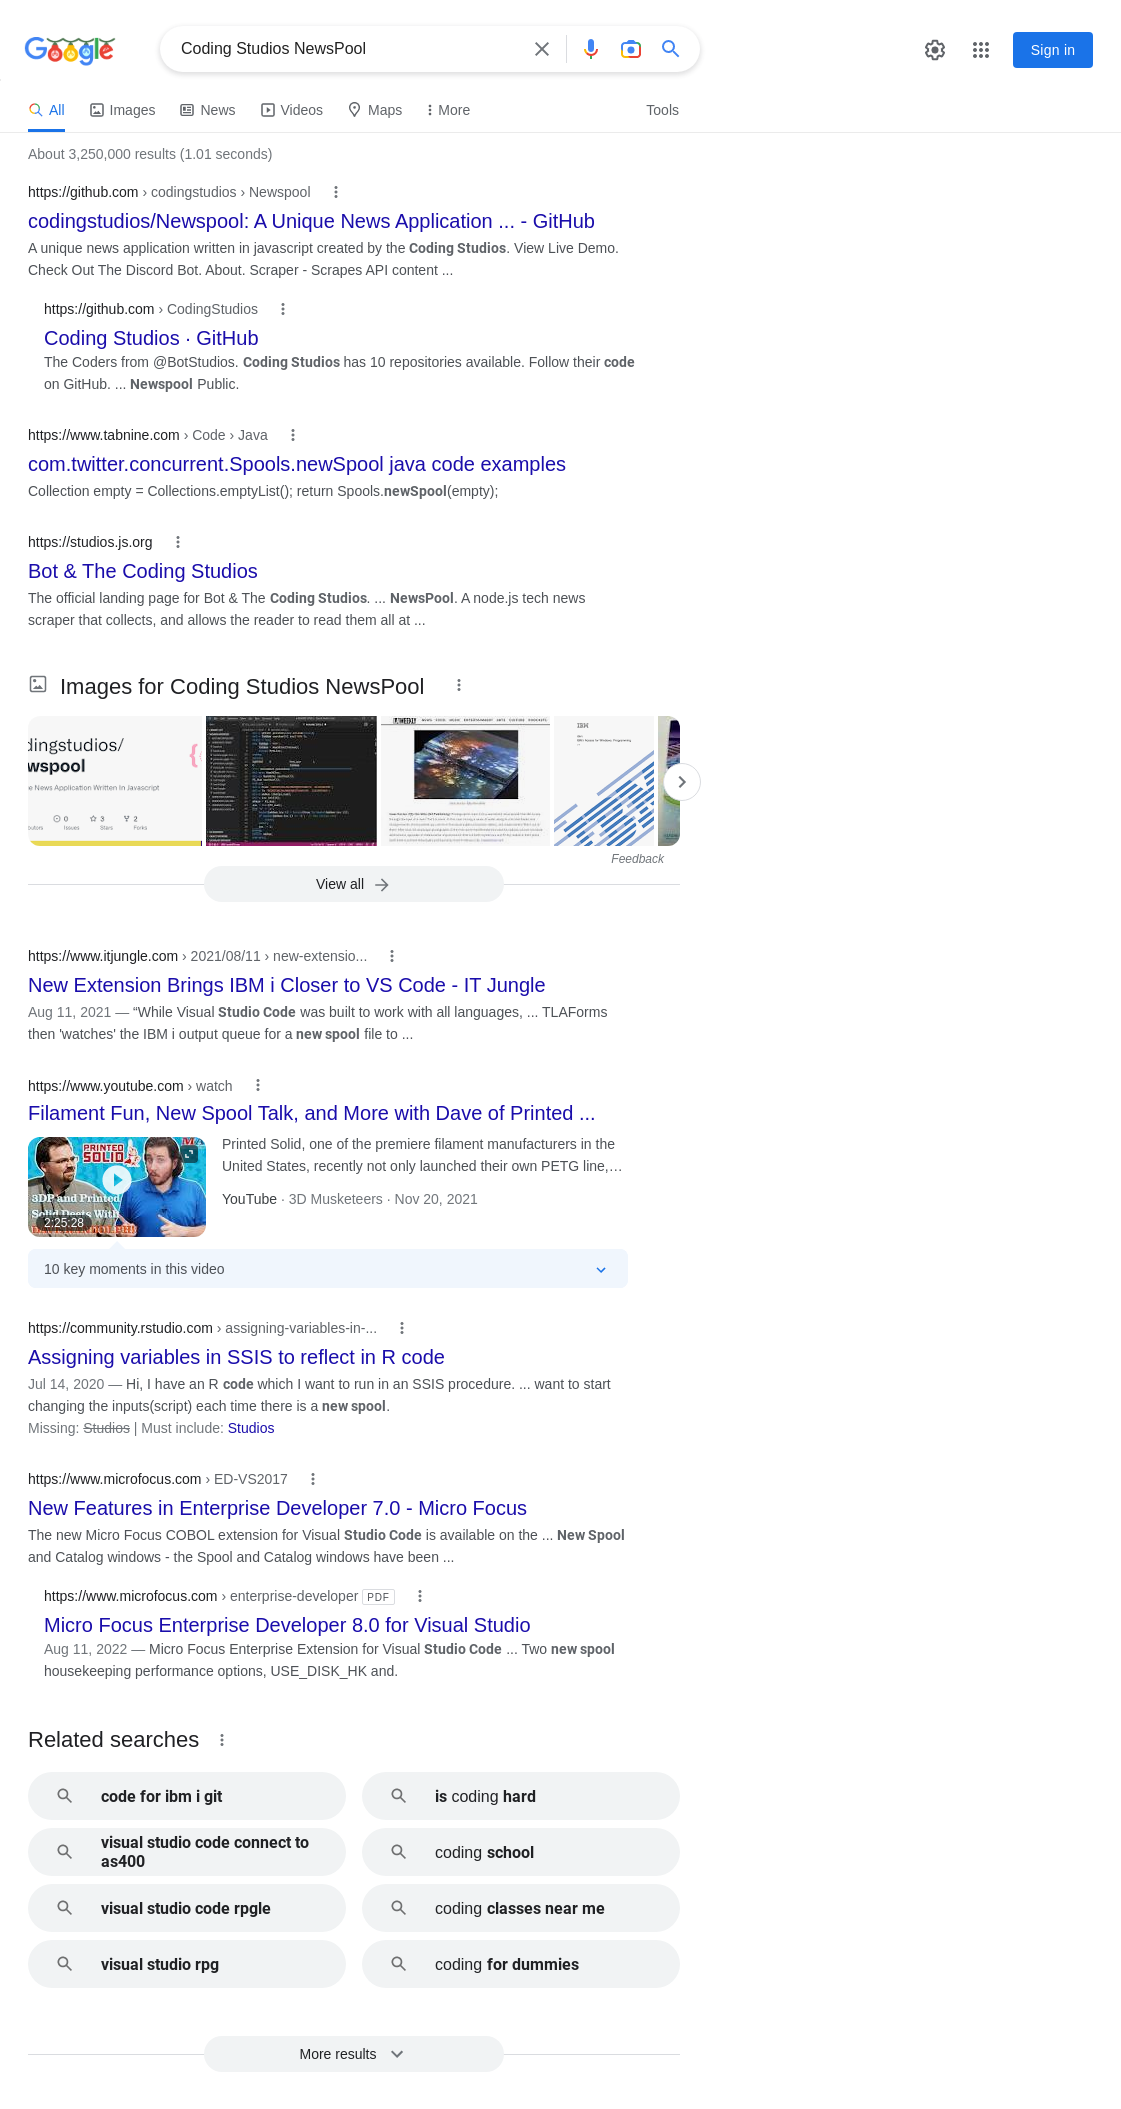 Google
Coding Studios NewsPool
Sign in
All
Images
News
Videos
Maps
More
Tools
About 3,250,000 results (1.01 seconds)
https://github.com › codingstudios › Newspool
codingstudios/Newspool: A Unique News Application ... - GitHub
A unique news application written in javascript created by the Coding Studios. View Live Demo.
Check Out The Discord Bot. About. Scraper - Scrapes API content ...
https://github.com › CodingStudios
Coding Studios · GitHub
The Coders from @BotStudios. Coding Studios has 10 repositories available. Follow their code
on GitHub. ... Newspool Public.
https://www.tabnine.com › Code › Java
com.twitter.concurrent.Spools.newSpool java code examples
Collection empty = Collections.emptyList(); return Spools.newSpool(empty);
https://studios.js.org
Bot & The Coding Studios
The official landing page for Bot & The Coding Studios. ... NewsPool. A node.js tech news
scraper that collects, and allows the reader to read them all at ...
Images for Coding Studios NewsPool
dingstudios/
wspool
e News Application Written In Javascript
0
3
2
Issues
Stars
Forks
WEEKLY
IBM
Feedback
View all
https://www.itjungle.com › 2021/08/11 › new-extensio...
New Extension Brings IBM i Closer to VS Code - IT Jungle
Aug 11, 2021 — “While Visual Studio Code was built to work with all languages, ... TLAForms
then 'watches' the IBM i output queue for a new spool file to ...
https://www.youtube.com › watch
Filament Fun, New Spool Talk, and More with Dave of Printed ...
PRINTED
SOLID
3DP and Printed
Solid Deets With
2:25:28
Printed Solid, one of the premiere filament manufacturers in the
United States, recently not only launched their own PETG line,...
YouTube · 3D Musketeers · Nov 20, 2021
10 key moments in this video
https://community.rstudio.com › assigning-variables-in-...
Assigning variables in SSIS to reflect in R code
Jul 14, 2020 — Hi, I have an R code which I want to run in an SSIS procedure. ... want to start
changing the inputs(script) each time there is a new spool.
Missing: Studios | Must include: Studios
https://www.microfocus.com › ED-VS2017
New Features in Enterprise Developer 7.0 - Micro Focus
The new Micro Focus COBOL extension for Visual Studio Code is available on the ... New Spool
and Catalog windows - the Spool and Catalog windows have been ...
https://www.microfocus.com › enterprise-developer PDF
Micro Focus Enterprise Developer 8.0 for Visual Studio
Aug 11, 2022 — Micro Focus Enterprise Extension for Visual Studio Code ... Two new spool
housekeeping performance options, USE_DISK_HK and.
Related searches
code for ibm i git
is coding hard
visual studio code connect to
as400
coding school
visual studio code rpgle
coding classes near me
visual studio rpg
coding for dummies
More results